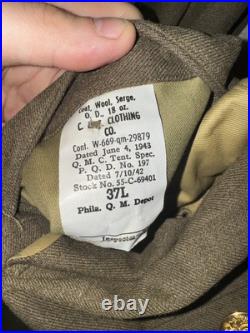 Coat, Wool, Serge,
O. D., 18 oz.
CLOTHING
CO.
Cont. W-669-qm-29879
Dated June 4, 1943
Q. M. C. Tent. Spec.
P. Q. D. No. 197
Dated 7/10/42
Stock No. 55-C-69401
37L
Phila. Q. M. Depot
Inspector